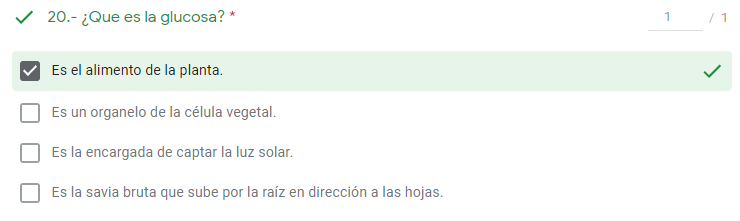 20.- ¿Que es la glucosa? * 1 / 1
Es el alimento de la planta.
Es un organelo de la célula vegetal.
Es la encargada de captar la luz solar.
Es la savia bruta que sube por la raíz en dirección a las hojas.